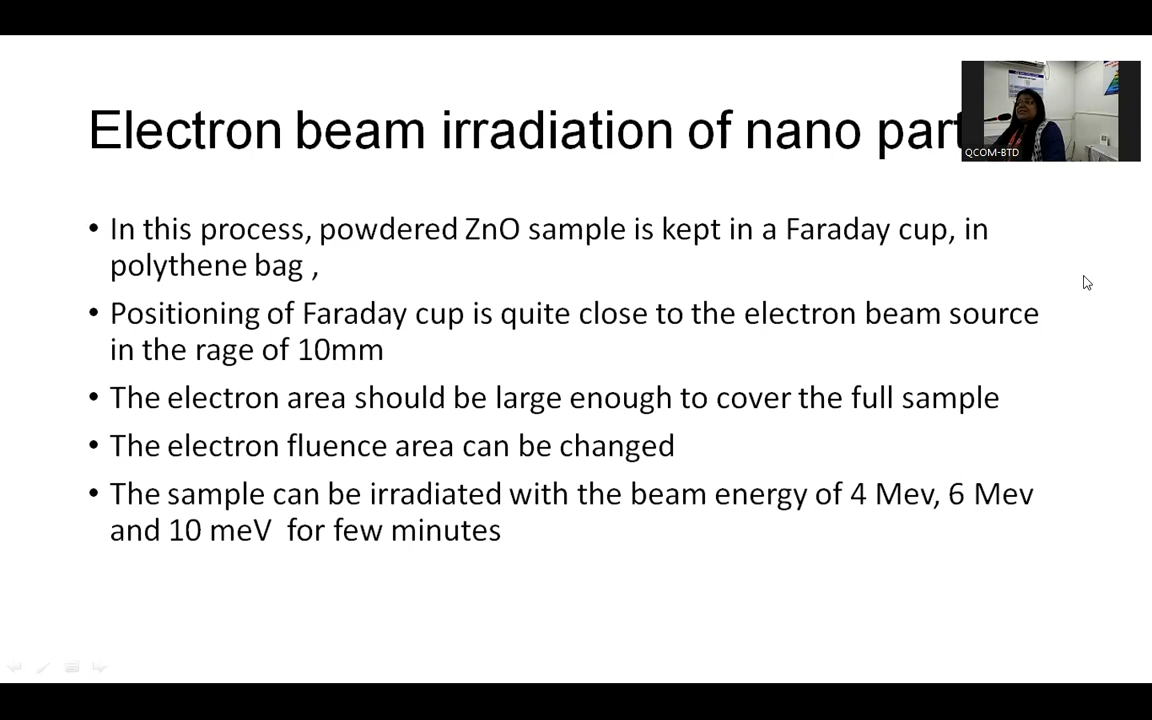 Electron beam irradiation of nano part
QCOM-BTD
• In this process, powdered ZnO sample is kept in a Faraday cup, in
polythene bag ,
• Positioning of Faraday cup is quite close to the electron beam source
in the rage of 10mm
• The electron area should be large enough to cover the full sample
• The electron fluence area can be changed
• The sample can be irradiated with the beam energy of 4 Mev, 6 Mev
and 10 meV for few minutes